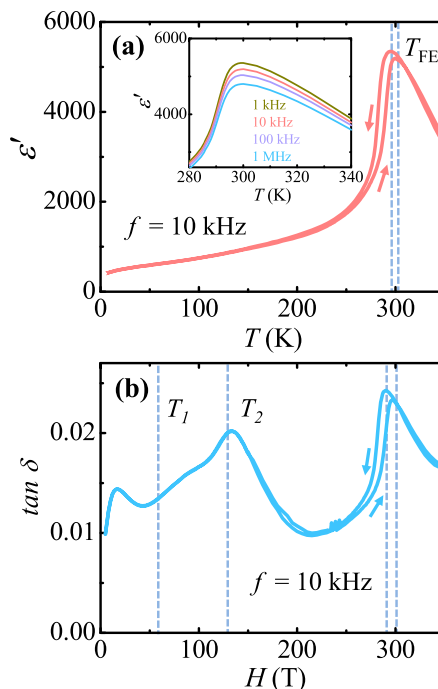 (a)
6000
4000
2000
0
ε′
6000
4000
ε′
1 kHz
10 kHz
100 kHz
1 MHz
280 300 320 340
T (K)
T_FE
f = 10 kHz
0 100 200 300
T (K)
(b)
T_1 T_2
0.02
0.01
0.00
tan δ
f = 10 kHz
0 100 200 300
H (T)